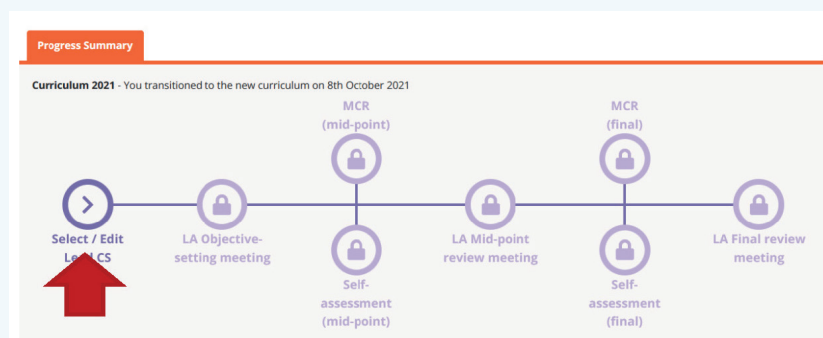 Progress Summary
Curriculum 2021 - You transitioned to the new curriculum on 8th October 2021
MCR
(mid-point)
MCR
(final)
Select / Edit
CS
LA Objective-
setting meeting
LA Mid-point
review meeting
LA Final review
meeting
Self-
assessment
(mid-point)
Self-
assessment
(final)